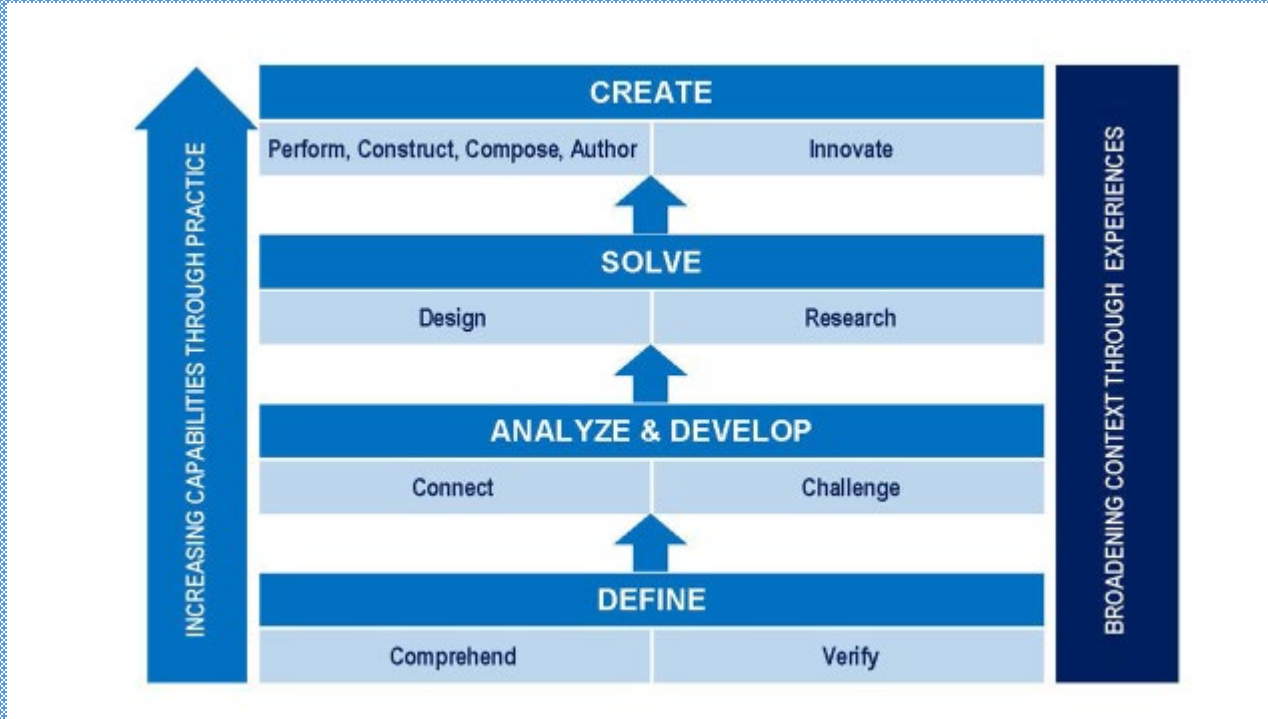 CREATE
Perform, Construct, Compose, Author
Innovate
SOLVE
Design
Research
ANALYZE & DEVELOP
Connect
Challenge
DEFINE
Comprehend
Verify
INCREASING CAPABILITIES THROUGH PRACTICE
BROADENING CONTEXT THROUGH EXPERIENCES